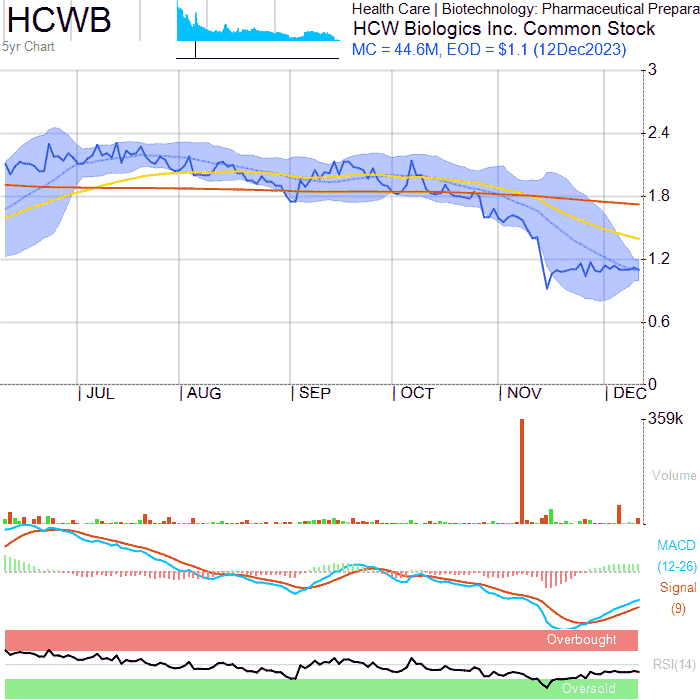 HCWB
5yr Chart
Health Care | Biotechnology: Pharmaceutical Prepara
HCW Biologics Inc. Common Stock
MC = 44.6M, EOD = $1.1 (12Dec2023)
3
2.4
1.8
1.2
0.6
0
JUL AUG SEP OCT NOV DEC
359k
Volume
MACD
(12-26)
Signal
(9)
Overbought
RSI(14)
Oversold